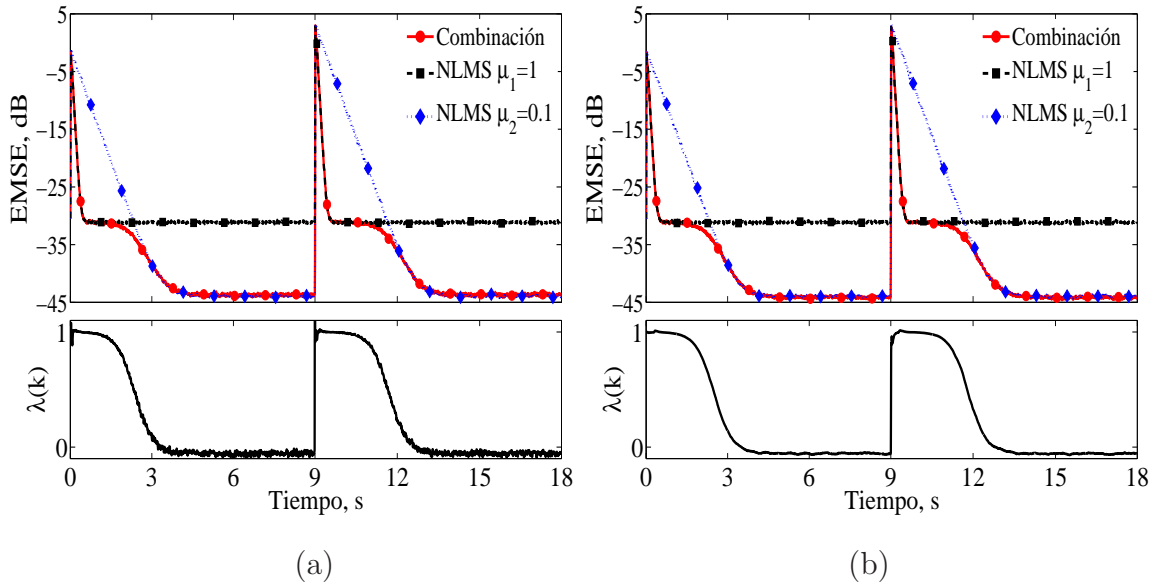 5
−5
−15
−25
−35
−45
EMSE, dB
Combinación
NLMS μ1=1
NLMS μ2=0.1
1
0
λ(k)
0 3 6 9 12 15 18
Tiempo, s
(a)
5
−5
−15
−25
−35
−45
EMSE, dB
Combinación
NLMS μ1=1
NLMS μ2=0.1
1
0
λ(k)
0 3 6 9 12 15 18
Tiempo, s
(b)